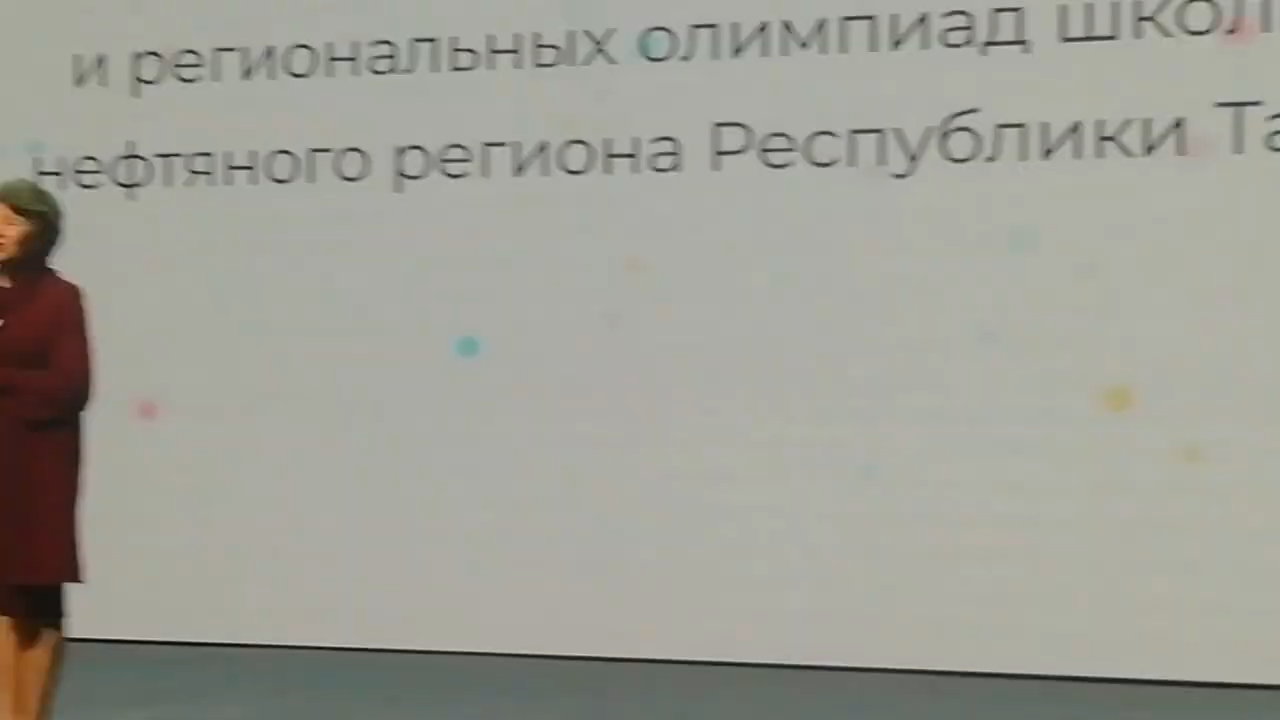 и региональных олимпиад
нефтяного региона Республики